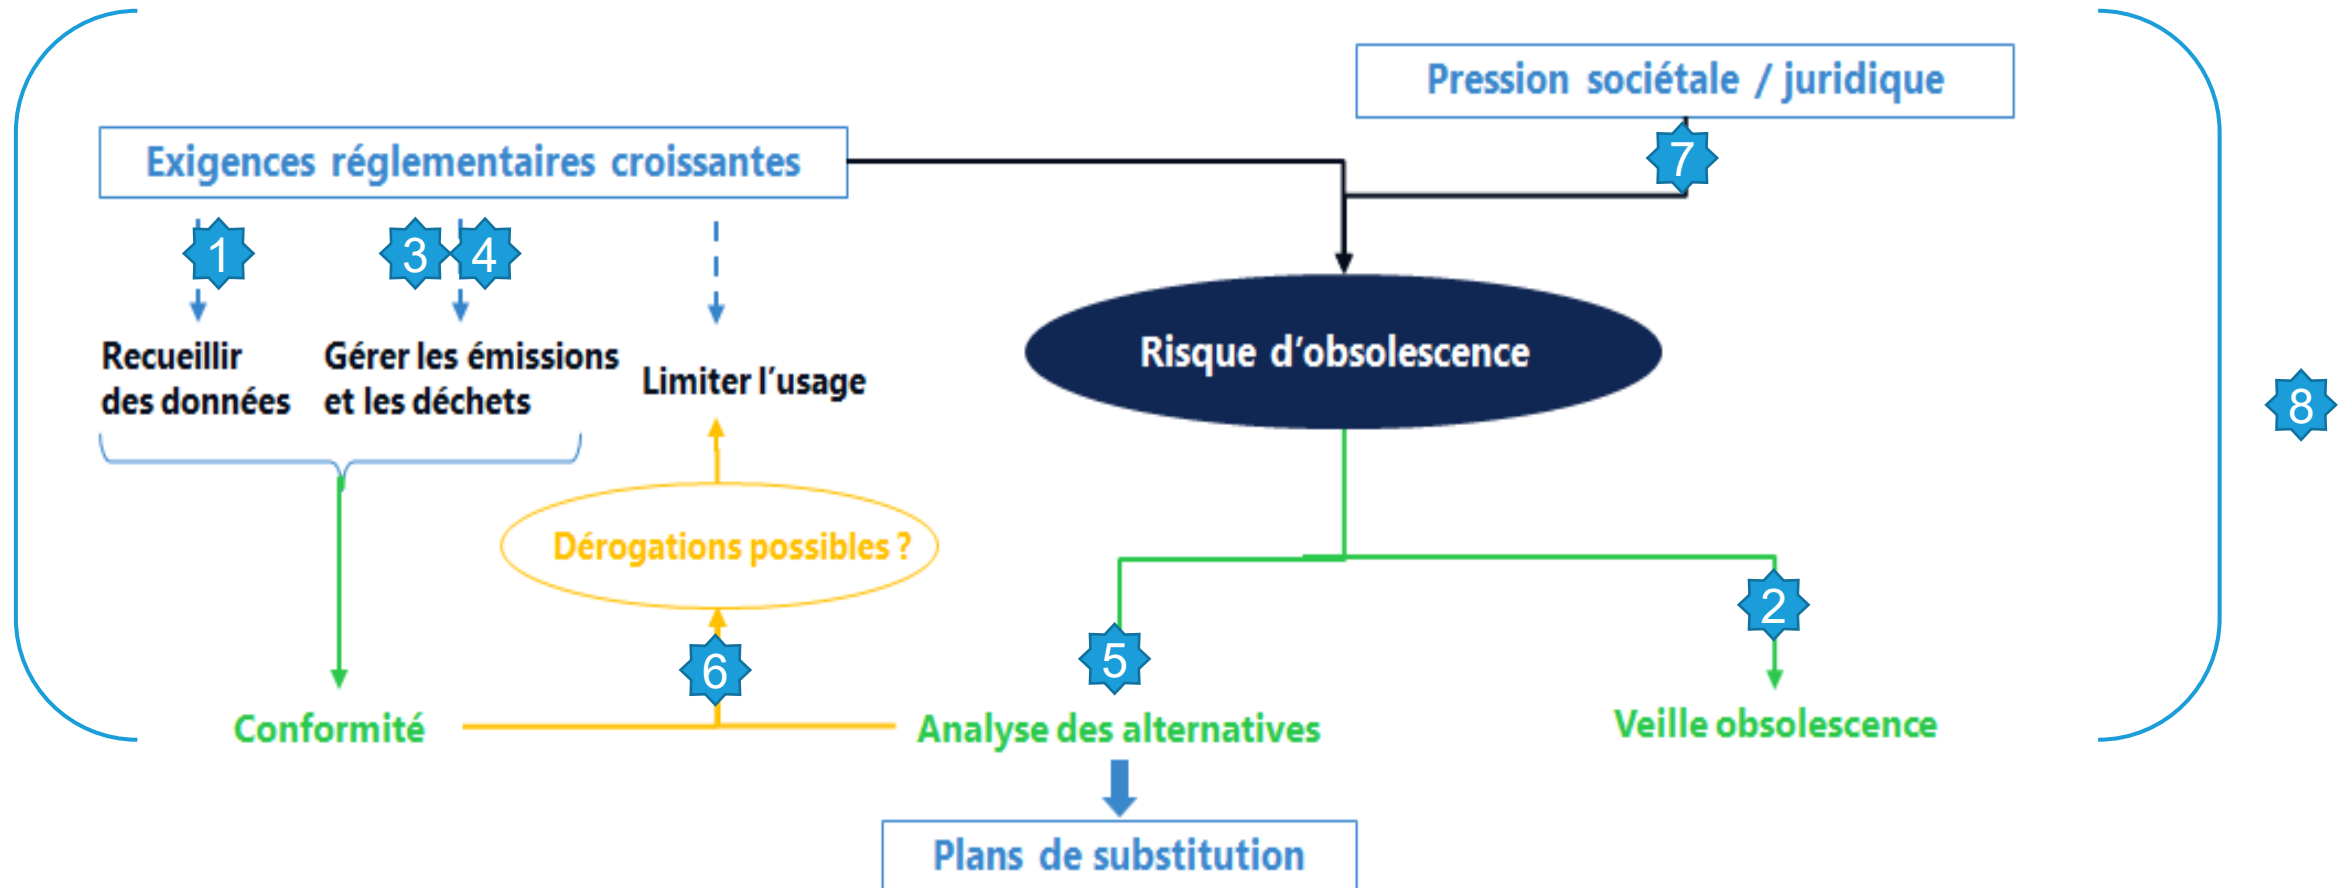 Pression sociétale / juridique
Exigences réglementaires croissantes
7
1
3
4
Recueillir
des données
Gérer les émissions
et les déchets
Limiter l'usage
Risque d'obsolescence
8
Dérogations possibles ?
2
5
6
Conformité
Analyse des alternatives
Veille obsolescence
Plans de substitution